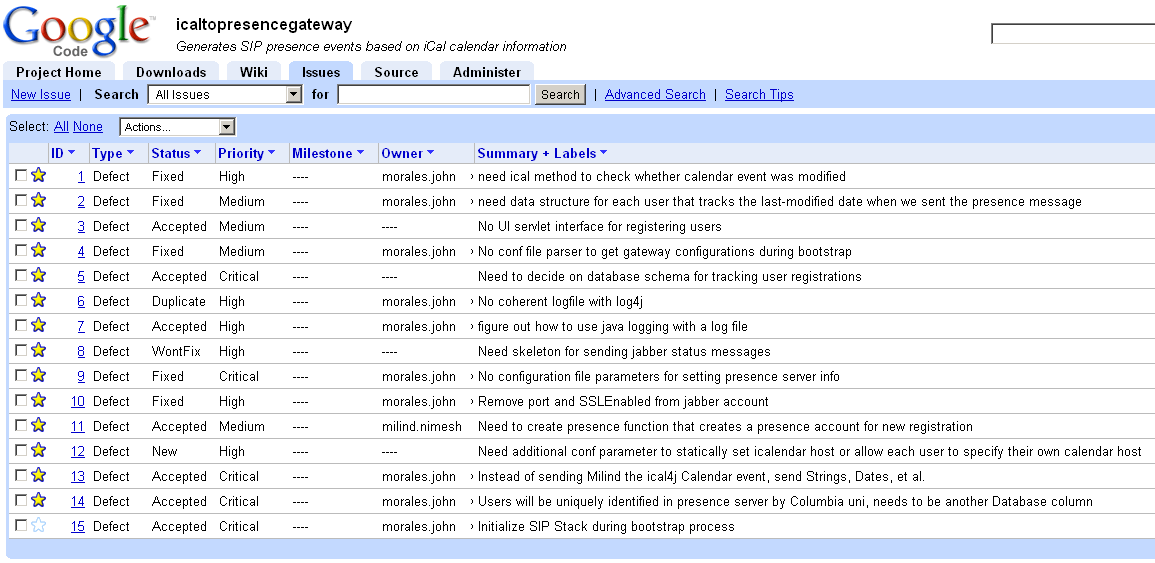 Google™
Code
icaltopresencegateway
Generates SIP presence events based on iCal calendar information
Project Home Downloads Wiki Issues Source Administer
New Issue | Search All Issues for Search | Advanced Search | Search Tips
Select: All None Actions...
ID Type Status Priority Milestone Owner Summary + Labels
1 Defect Fixed High ---- morales.john › need ical method to check whether calendar event was modified
2 Defect Fixed Medium ---- morales.john › need data structure for each user that tracks the last-modified date when we sent the presence message
3 Defect Accepted Medium ---- ---- No UI servlet interface for registering users
4 Defect Fixed Medium ---- morales.john › No conf file parser to get gateway configurations during bootstrap
5 Defect Accepted Critical ---- ---- Need to decide on database schema for tracking user registrations
6 Defect Duplicate High ---- morales.john › No coherent logfile with log4j
7 Defect Accepted High ---- morales.john › figure out how to use java logging with a log file
8 Defect WontFix High ---- ---- Need skeleton for sending jabber status messages
9 Defect Fixed Critical ---- morales.john › No configuration file parameters for setting presence server info
10 Defect Fixed High ---- morales.john › Remove port and SSLEnabled from jabber account
11 Defect Accepted Medium ---- milind.nimesh Need to create presence function that creates a presence account for new registration
12 Defect New High ---- ---- Need additional conf parameter to statically set icalendar host or allow each user to specify their own calendar host
13 Defect Accepted Critical ---- morales.john › Instead of sending Milind the ical4j Calendar event, send Strings, Dates, et al.
14 Defect Accepted Critical ---- morales.john › Users will be uniquely identified in presence server by Columbia uni, needs to be another Database column
15 Defect Accepted Critical ---- morales.john › Initialize SIP Stack during bootstrap process